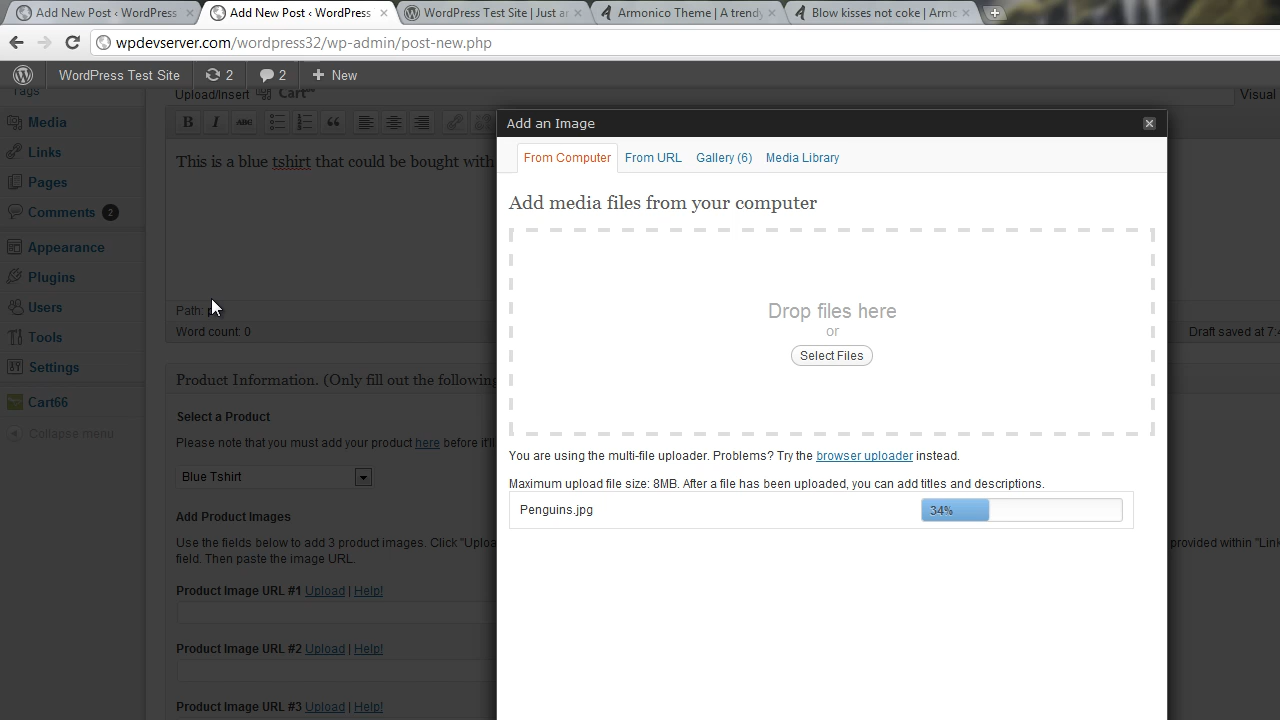 Add New Post ‹ WordPress
Add New Post ‹ WordPress
WordPress Test Site | Just
Armonico Theme | A trendy
Blow kisses not coke | Armo
wpdevserver.com/wordpress32/wp-admin/post-new.php
WordPress Test Site 2 2 New
Tags
Media
Links
Pages
Comments 2
Appearance
Plugins
Users
Tools
Settings
Cart66
Collapse menu
Upload/Insert Cart
Visual
B I ABC
This is a blue tshirt that could be bought with
Path:
Word count: 0
Draft saved at 7:4
Product Information. (Only fill out the following
Select a Product
Please note that you must add your product here before it'll
Blue Tshirt
Add Product Images
Use the fields below to add 3 product images. Click "Uploa
provided within "Link
field. Then paste the image URL.
Product Image URL #1 Upload | Help!
Product Image URL #2 Upload | Help!
Product Image URL #3 Upload | Help!
Add an Image
From Computer From URL Gallery (6) Media Library
Add media files from your computer
Drop files here
or
Select Files
You are using the multi-file uploader. Problems? Try the browser uploader instead.
Maximum upload file size: 8MB. After a file has been uploaded, you can add titles and descriptions.
Penguins.jpg 34%